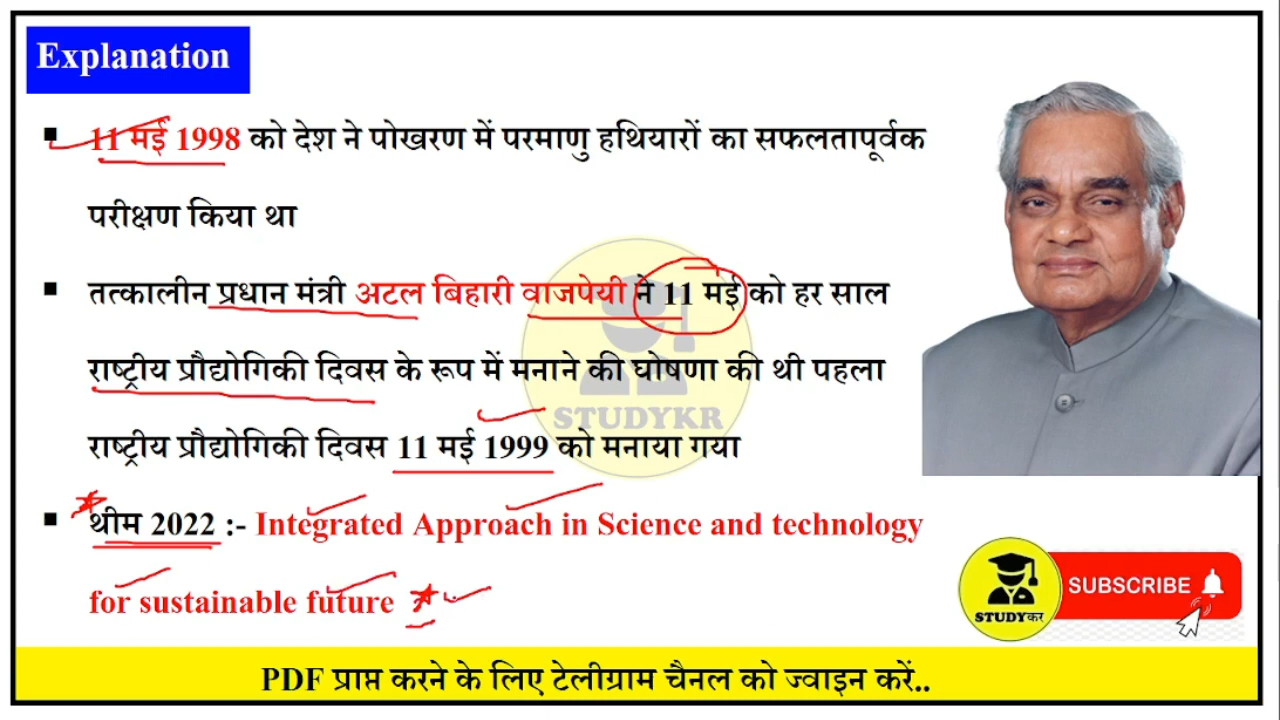 Explanation
11 मई 1998 को देश ने पोखरण में परमाणु हथियारों का सफलतापूर्वक
परीक्षण किया था
तत्कालीन प्रधान मंत्री अटल बिहारी वाजपेयी ने 11 मई को हर साल
राष्ट्रीय प्रौद्योगिकी दिवस के रूप में मनाने की घोषणा की थी पहला
STUDYKR
राष्ट्रीय प्रौद्योगिकी दिवस 11 मई 1999 को मनाया गया
थीम 2022 :- Integrated Approach in Science and technology
for sustainable future
SUBSCRIBE
STUDYकर
PDF प्राप्त करने के लिए टेलीग्राम चैनल को ज्वाइन करें..